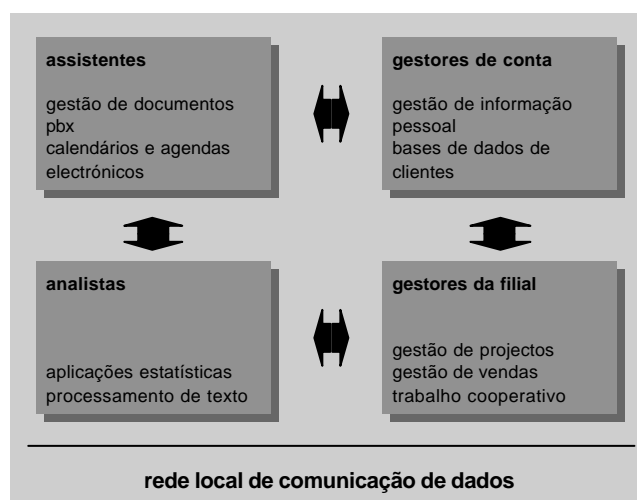 assistentes
gestão de documentos
pbx
calendários e agendas
electrónicos
gestores de conta
gestão de informação
pessoal
bases de dados de
clientes
analistas
aplicações estatísticas
processamento de texto
gestores da filial
gestão de projectos
gestão de vendas
trabalho cooperativo
rede local de comunicação de dados